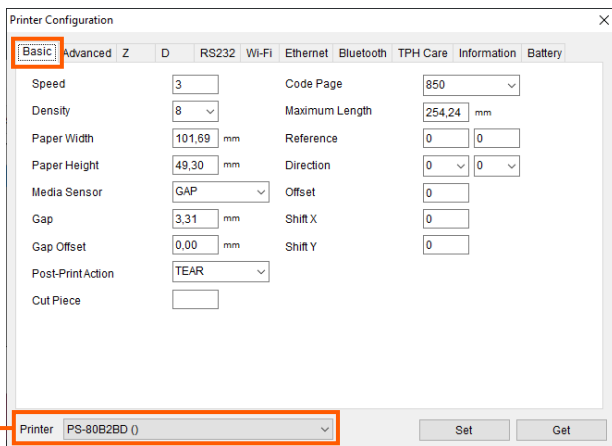 Printer Configuration
Basic Advanced Z D RS232 Wi-Fi Ethernet Bluetooth TPH Care Information Battery
Speed 3 Code Page 850
Density 8 Maximum Length 254,24 mm
Paper Width 101,69 mm Reference 0 0
Paper Height 49,30 mm Direction 0 0
Media Sensor GAP Offset 0
Gap 3,31 mm Shift X 0
Gap Offset 0,00 mm Shift Y 0
Post-Print Action TEAR
Cut Piece
Printer PS-80B2BD () Set Get